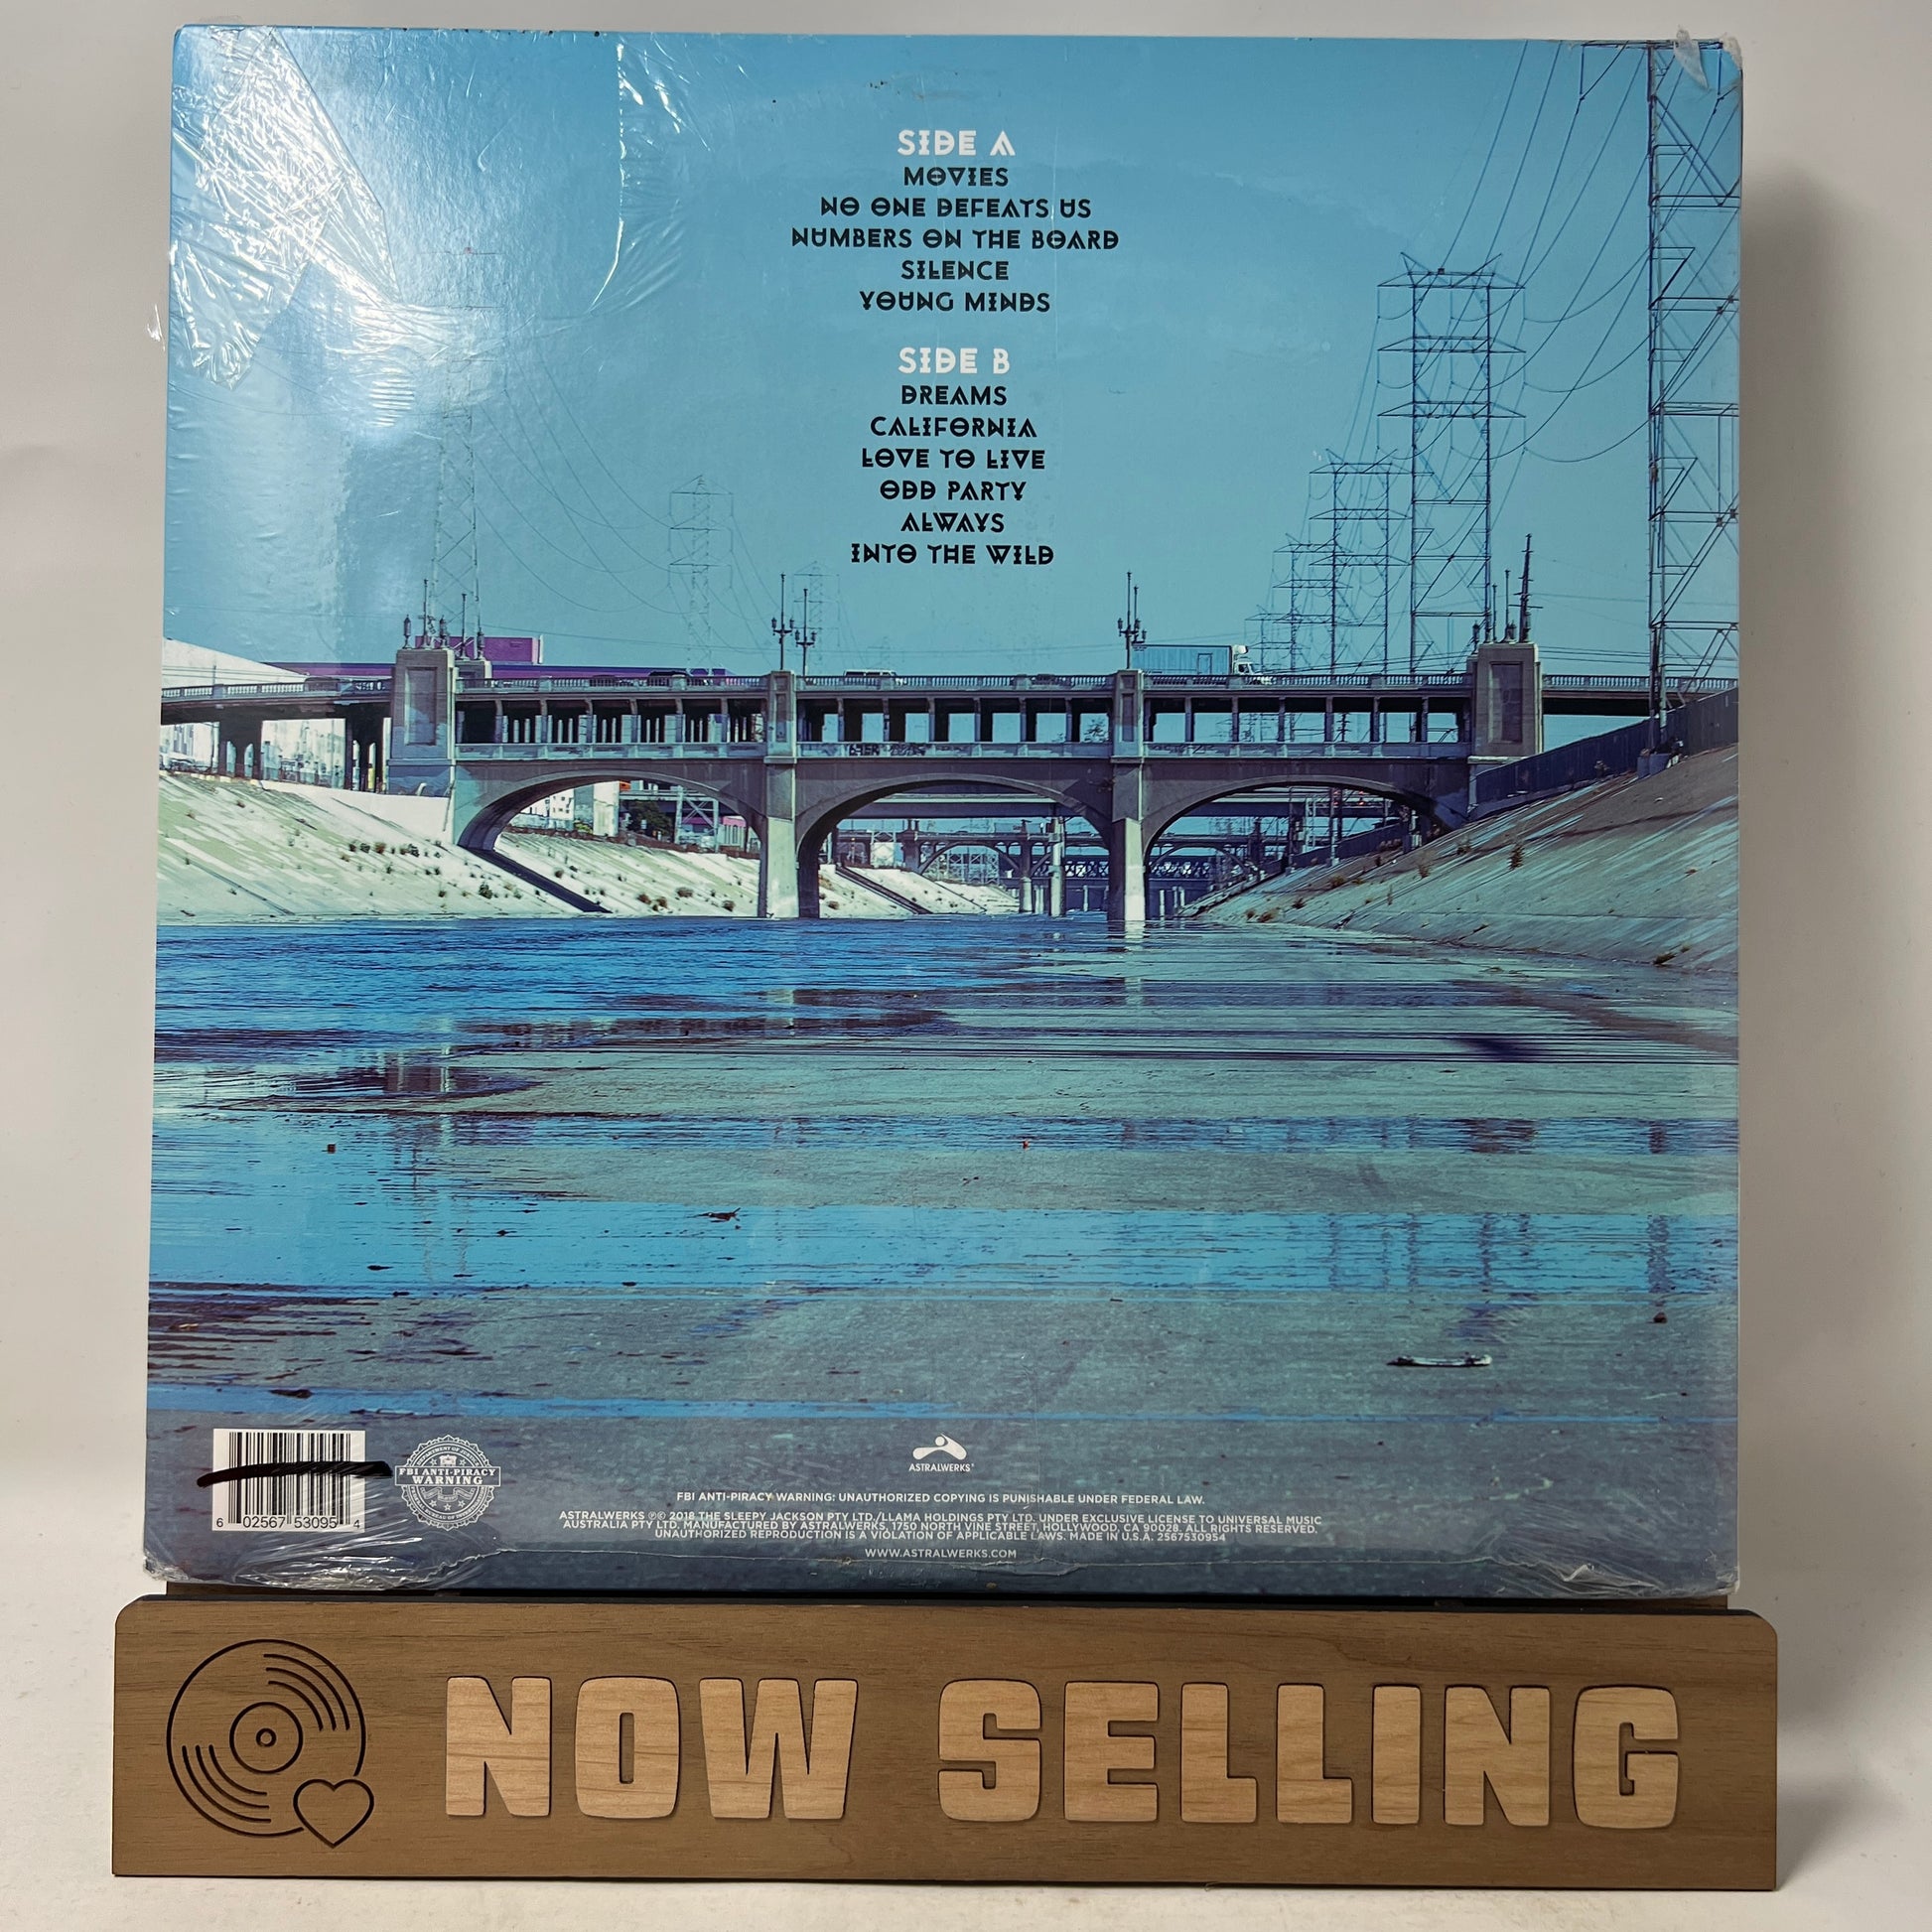 SIDE A
MOVIES
NO ONE DEFEATS US
NUMBERS ON THE BOARD
SILENCE
YOUNG MINDS
SIDE B
DREAMS
CALIFORNIA
LOVE TO LIVE
ODD PARTY
ALWAYS
INTO THE WILD
6 02567 53095 4
FBI ANTI-PIRACY
WARNING
ASTRALWERKS
FBI ANTI-PIRACY WARNING: UNAUTHORIZED COPYING IS PUNISHABLE UNDER FEDERAL LAW.
ASTRALWERKS ℗© 2018 THE SLEEPY JACKSON PTY LTD./LLAMA HOLDINGS PTY LTD. UNDER EXCLUSIVE LICENSE TO UNIVERSAL MUSIC
AUSTRALIA PTY LTD. MANUFACTURED BY ASTRALWERKS, 1750 NORTH VINE STREET, HOLLYWOOD, CA 90028. ALL RIGHTS RESERVED.
UNAUTHORIZED REPRODUCTION IS A VIOLATION OF APPLICABLE LAWS. MADE IN U.S.A. 2567530954
WWW.ASTRALWERKS.COM
NOW SELLING